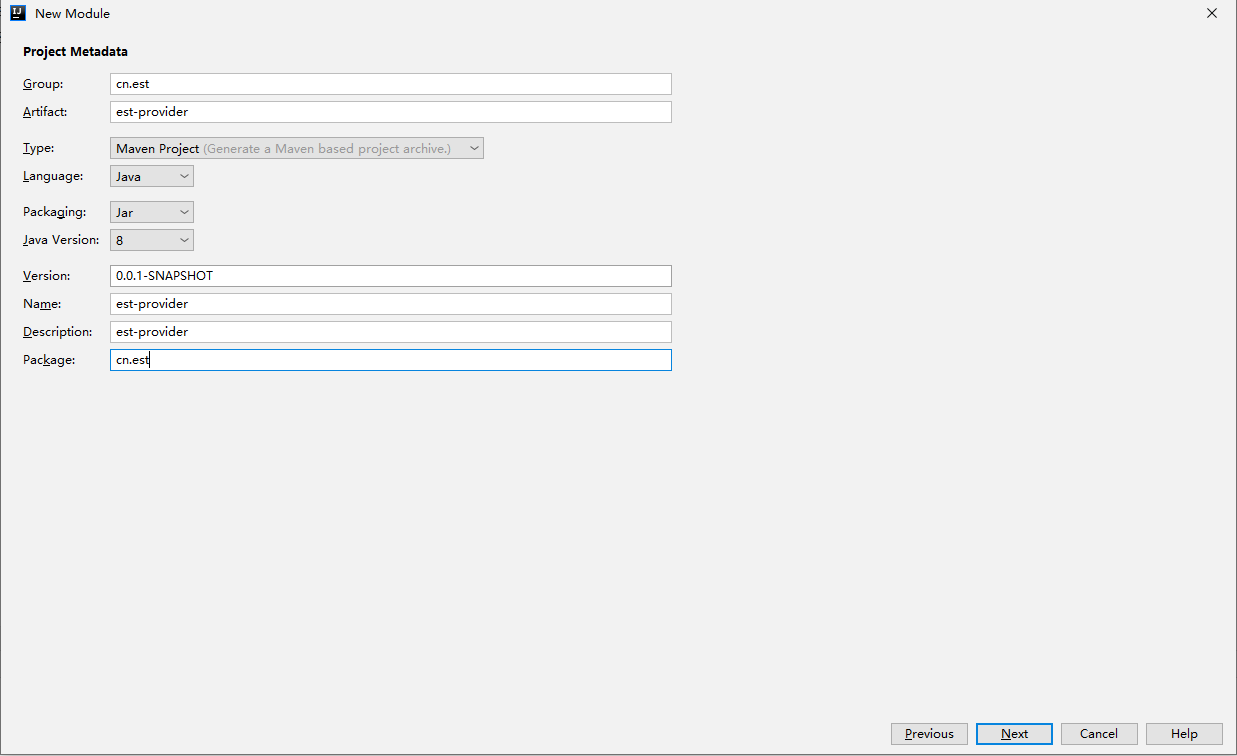 IJ New Module
Project Metadata
Group: cn.est
Artifact: est-provider
Type: Maven Project (Generate a Maven based project archive.)
Language: Java
Packaging: Jar
Java Version: 8
Version: 0.0.1-SNAPSHOT
Name: est-provider
Description: est-provider
Package: cn.est
Previous Next Cancel Help